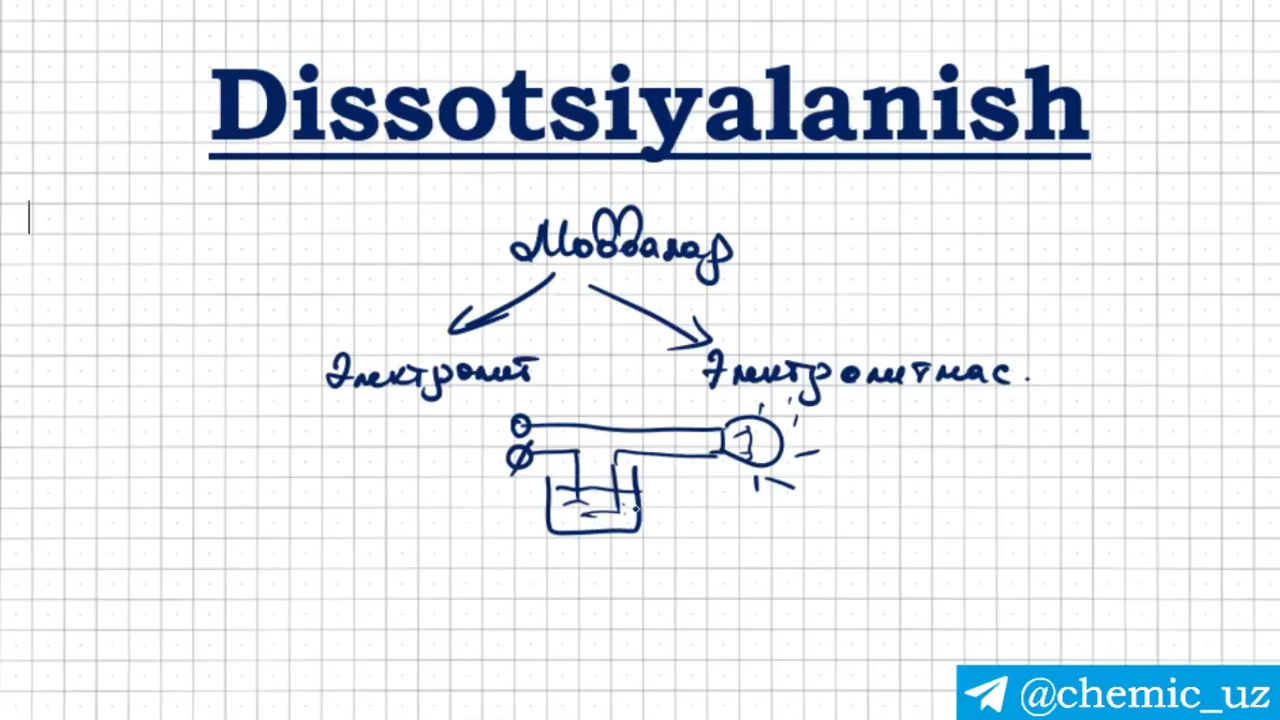 Dissotsiyalanish
Моддалар
Электролит Электролитмас.
@chemic_uz